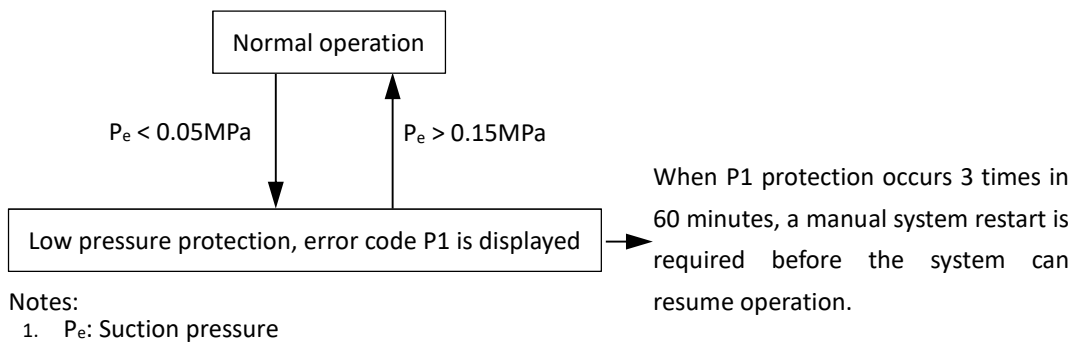 Normal operation
Pₑ < 0.05MPa
Pₑ > 0.15MPa
When P1 protection occurs 3 times in
60 minutes, a manual system restart is
required before the system can
resume operation.
Low pressure protection, error code P1 is displayed
Notes:
1. Pₑ: Suction pressure